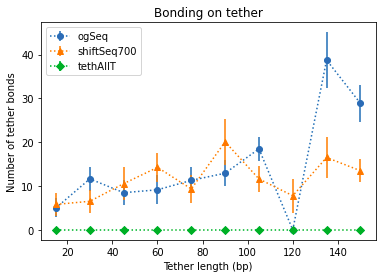 Bonding on tether
ogSeq
shiftSeq700
tethAllT
Number of tether bonds
40
30
20
10
0
20
40
60
80
100
120
140
Tether length (bp)